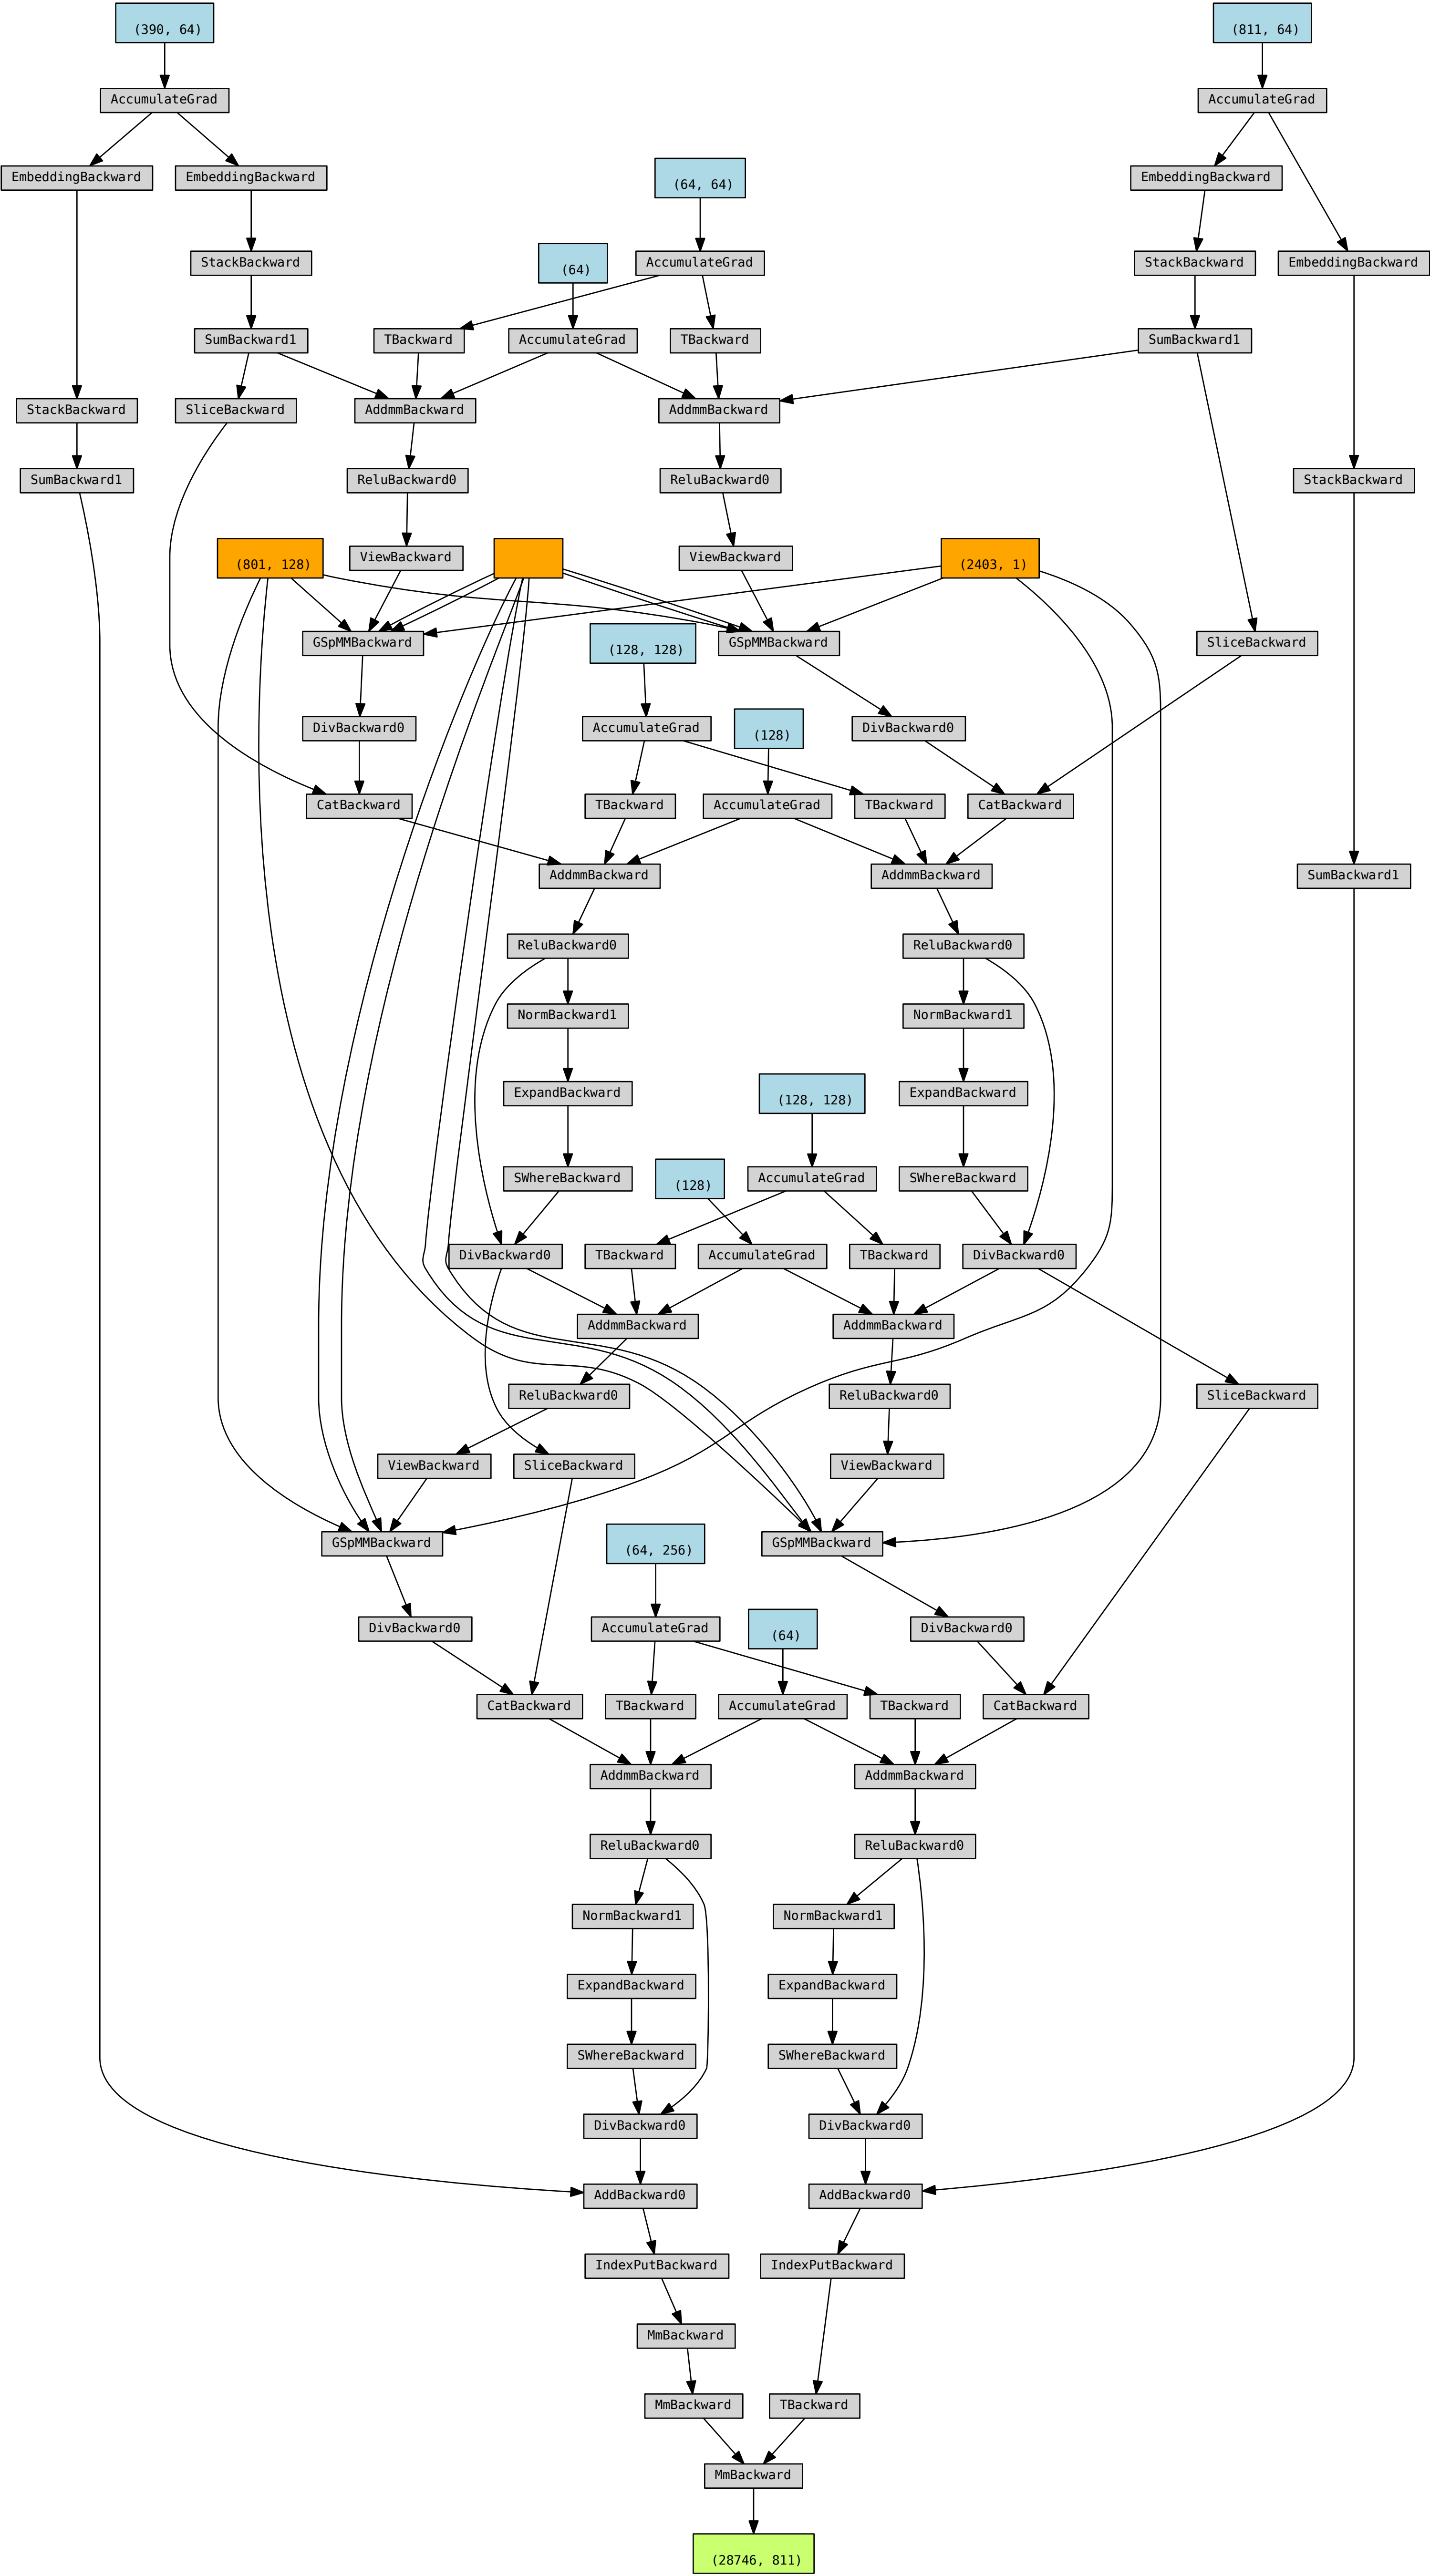 (390, 64)
(811, 64)
AccumulateGrad
AccumulateGrad
EmbeddingBackward
EmbeddingBackward
(64, 64)
EmbeddingBackward
StackBackward
(64)
AccumulateGrad
StackBackward
EmbeddingBackward
SumBackward1
TBackward
AccumulateGrad
TBackward
SumBackward1
StackBackward
SliceBackward
AddmmBackward
AddmmBackward
SumBackward1
ReluBackward0
ReluBackward0
StackBackward
(801, 128)
ViewBackward
ViewBackward
(2403, 1)
GSpMMBackward
(128, 128)
GSpMMBackward
SliceBackward
DivBackward0
AccumulateGrad
(128)
DivBackward0
CatBackward
TBackward
AccumulateGrad
TBackward
CatBackward
AddmmBackward
AddmmBackward
SumBackward1
ReluBackward0
ReluBackward0
NormBackward1
NormBackward1
ExpandBackward
(128, 128)
ExpandBackward
SWhereBackward
(128)
AccumulateGrad
SWhereBackward
DivBackward0
TBackward
AccumulateGrad
TBackward
DivBackward0
AddmmBackward
AddmmBackward
ReluBackward0
ReluBackward0
SliceBackward
ViewBackward
SliceBackward
ViewBackward
GSpMMBackward
(64, 256)
GSpMMBackward
DivBackward0
AccumulateGrad
(64)
DivBackward0
CatBackward
TBackward
AccumulateGrad
TBackward
CatBackward
AddmmBackward
AddmmBackward
ReluBackward0
ReluBackward0
NormBackward1
NormBackward1
ExpandBackward
ExpandBackward
SWhereBackward
SWhereBackward
DivBackward0
DivBackward0
AddBackward0
AddBackward0
IndexPutBackward
IndexPutBackward
MmBackward
MmBackward
TBackward
MmBackward
(28746, 811)